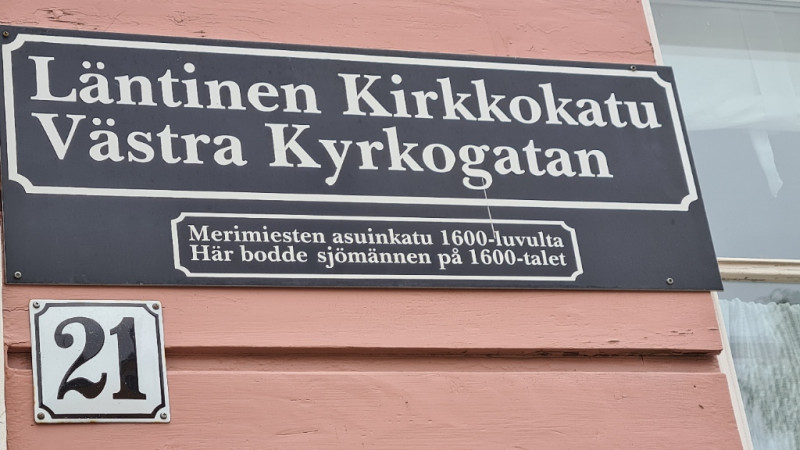 Läntinen Kirkkokatu
Västra Kyrkogatan
Merimiesten asuinkatu 1600-luvulta
Här bodde sjömännen på 1600-talet
21